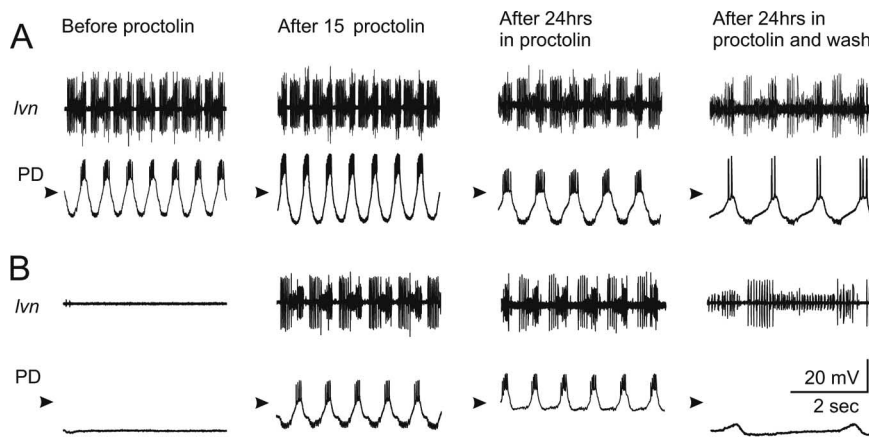 A
Before proctolin
After 15 proctolin
After 24hrs
in proctolin
After 24hrs in
proctolin and wash
lvn
PD
B
lvn
PD
20 mV
2 sec